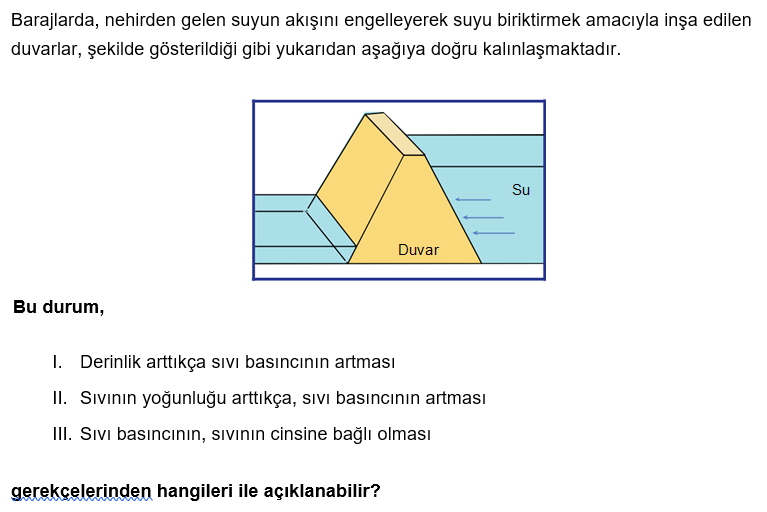 Barajlarda, nehirden gelen suyun akışını engelleyerek suyu biriktirmek amacıyla inşa edilen
duvarlar, şekilde gösterildiği gibi yukarıdan aşağıya doğru kalınlaşmaktadır.
Su
Duvar
Bu durum,
I. Derinlik arttıkça sıvı basıncının artması
II. Sıvının yoğunluğu arttıkça, sıvı basıncının artması
III. Sıvı basıncının, sıvının cinsine bağlı olması
gerekçelerinden hangileri ile açıklanabilir?